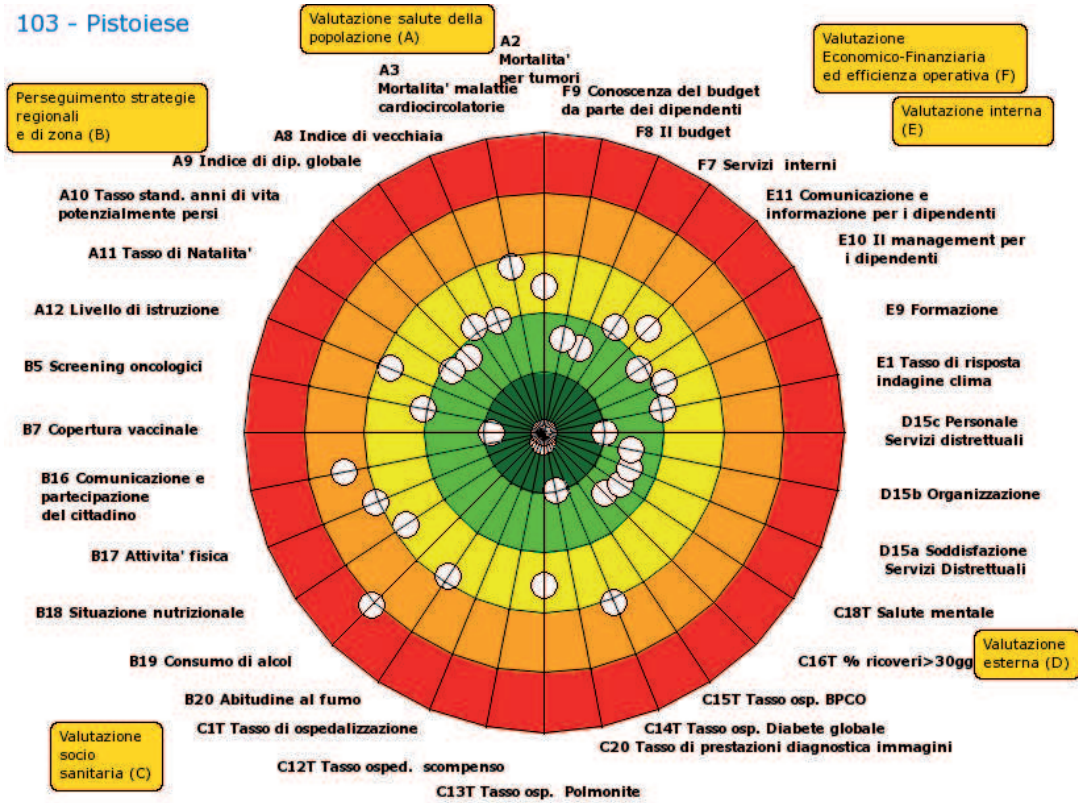 103 - Pistoiese
Valutazione salute della
popolazione (A)
A2
Mortalita'
per tumori
Valutazione
Economico-Finanziaria
ed efficienza operativa (F)
A3
Mortalita' malattie
cardiocircolatorie
F9 Conoscenza del budget
da parte dei dipendenti
Perseguimento strategie
regionali
e di zona (B)
Valutazione interna
(E)
A8 Indice di vecchiaia
F8 Il budget
A9 Indice di dip. globale
F7 Servizi interni
A10 Tasso stand. anni di vita
potenzialmente persi
E11 Comunicazione e
informazione per i dipendenti
A11 Tasso di Natalita'
E10 Il management per
i dipendenti
A12 Livello di istruzione
E9 Formazione
B5 Screening oncologici
E1 Tasso di risposta
indagine clima
B7 Copertura vaccinale
D15c Personale
Servizi distrettuali
B16 Comunicazione e
partecipazione
del cittadino
D15b Organizzazione
B17 Attivita' fisica
D15a Soddisfazione
Servizi Distrettuali
B18 Situazione nutrizionale
C18T Salute mentale
B19 Consumo di alcol
C16T % ricoveri>30gg
Valutazione
esterna (D)
B20 Abitudine al fumo
C15T Tasso osp. BPCO
C1T Tasso di ospedalizzazione
C14T Tasso osp. Diabete globale
Valutazione
socio
sanitaria (C)
C20 Tasso di prestazioni diagnostica immagini
C12T Tasso osped. scompenso
C13T Tasso osp. Polmonite